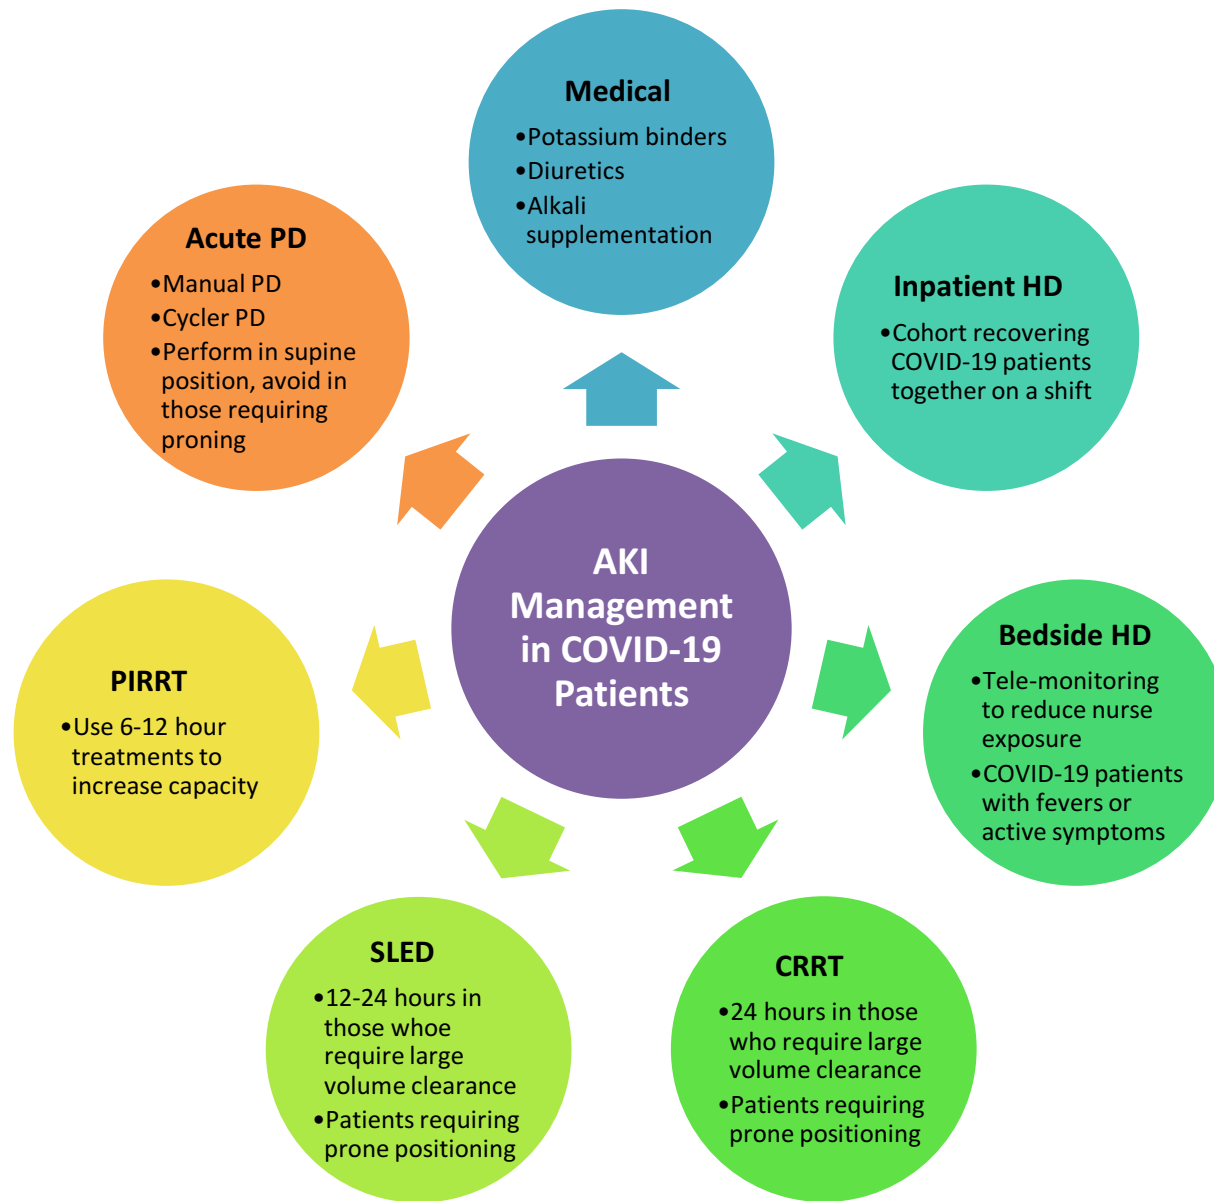 Medical
•Potassium binders
•Diuretics
•Alkali
supplementation
Inpatient HD
•Cohort recovering
COVID-19 patients
together on a shift
Bedside HD
•Tele-monitoring
to reduce nurse
exposure
•COVID-19 patients
with fevers or
active symptoms
CRRT
•24 hours in those
who require large
volume clearance
•Patients requiring
prone positioning
SLED
•12-24 hours in
those whoe
require large
volume clearance
•Patients requiring
prone positioning
PIRRT
•Use 6-12 hour
treatments to
increase capacity
Acute PD
•Manual PD
•Cycler PD
•Perform in supine
position, avoid in
those requiring
proning
AKI
Management
in COVID-19
Patients